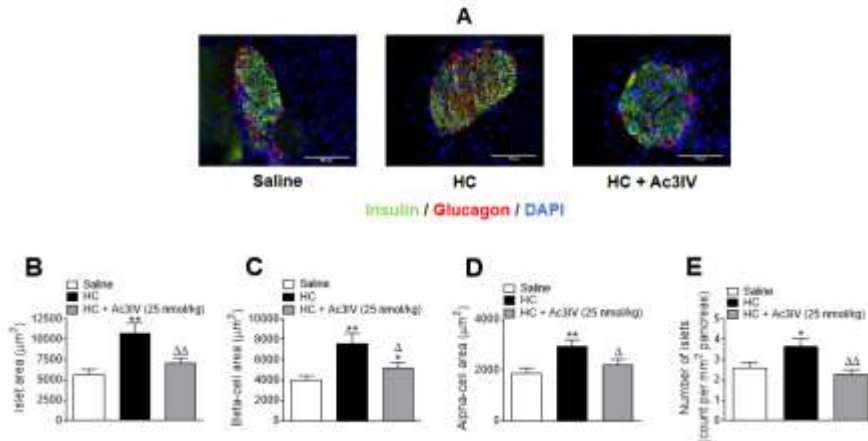 A
Saline
HC
HC + Ac3IV
Insulin / Glucagon / DAPI
B
Saline
HC
HC + Ac3IV (25 nmol/kg)
Islet area (µm²)
12500
10000
7500
5000
2500
0
**
ΔΔ
C
Saline
HC
HC + Ac3IV (25 nmol/kg)
Beta-cell area (µm²)
10000
8000
6000
4000
2000
0
**
Δ
*
D
Saline
HC
HC + Ac3IV (25 nmol/kg)
Alpha-cell area (µm²)
4000
2000
0
**
Δ
E
Saline
HC
HC + Ac3IV (25 nmol/kg)
Number of islets
(count per mm² pancreas)
5
4
3
2
1
0
*
ΔΔ